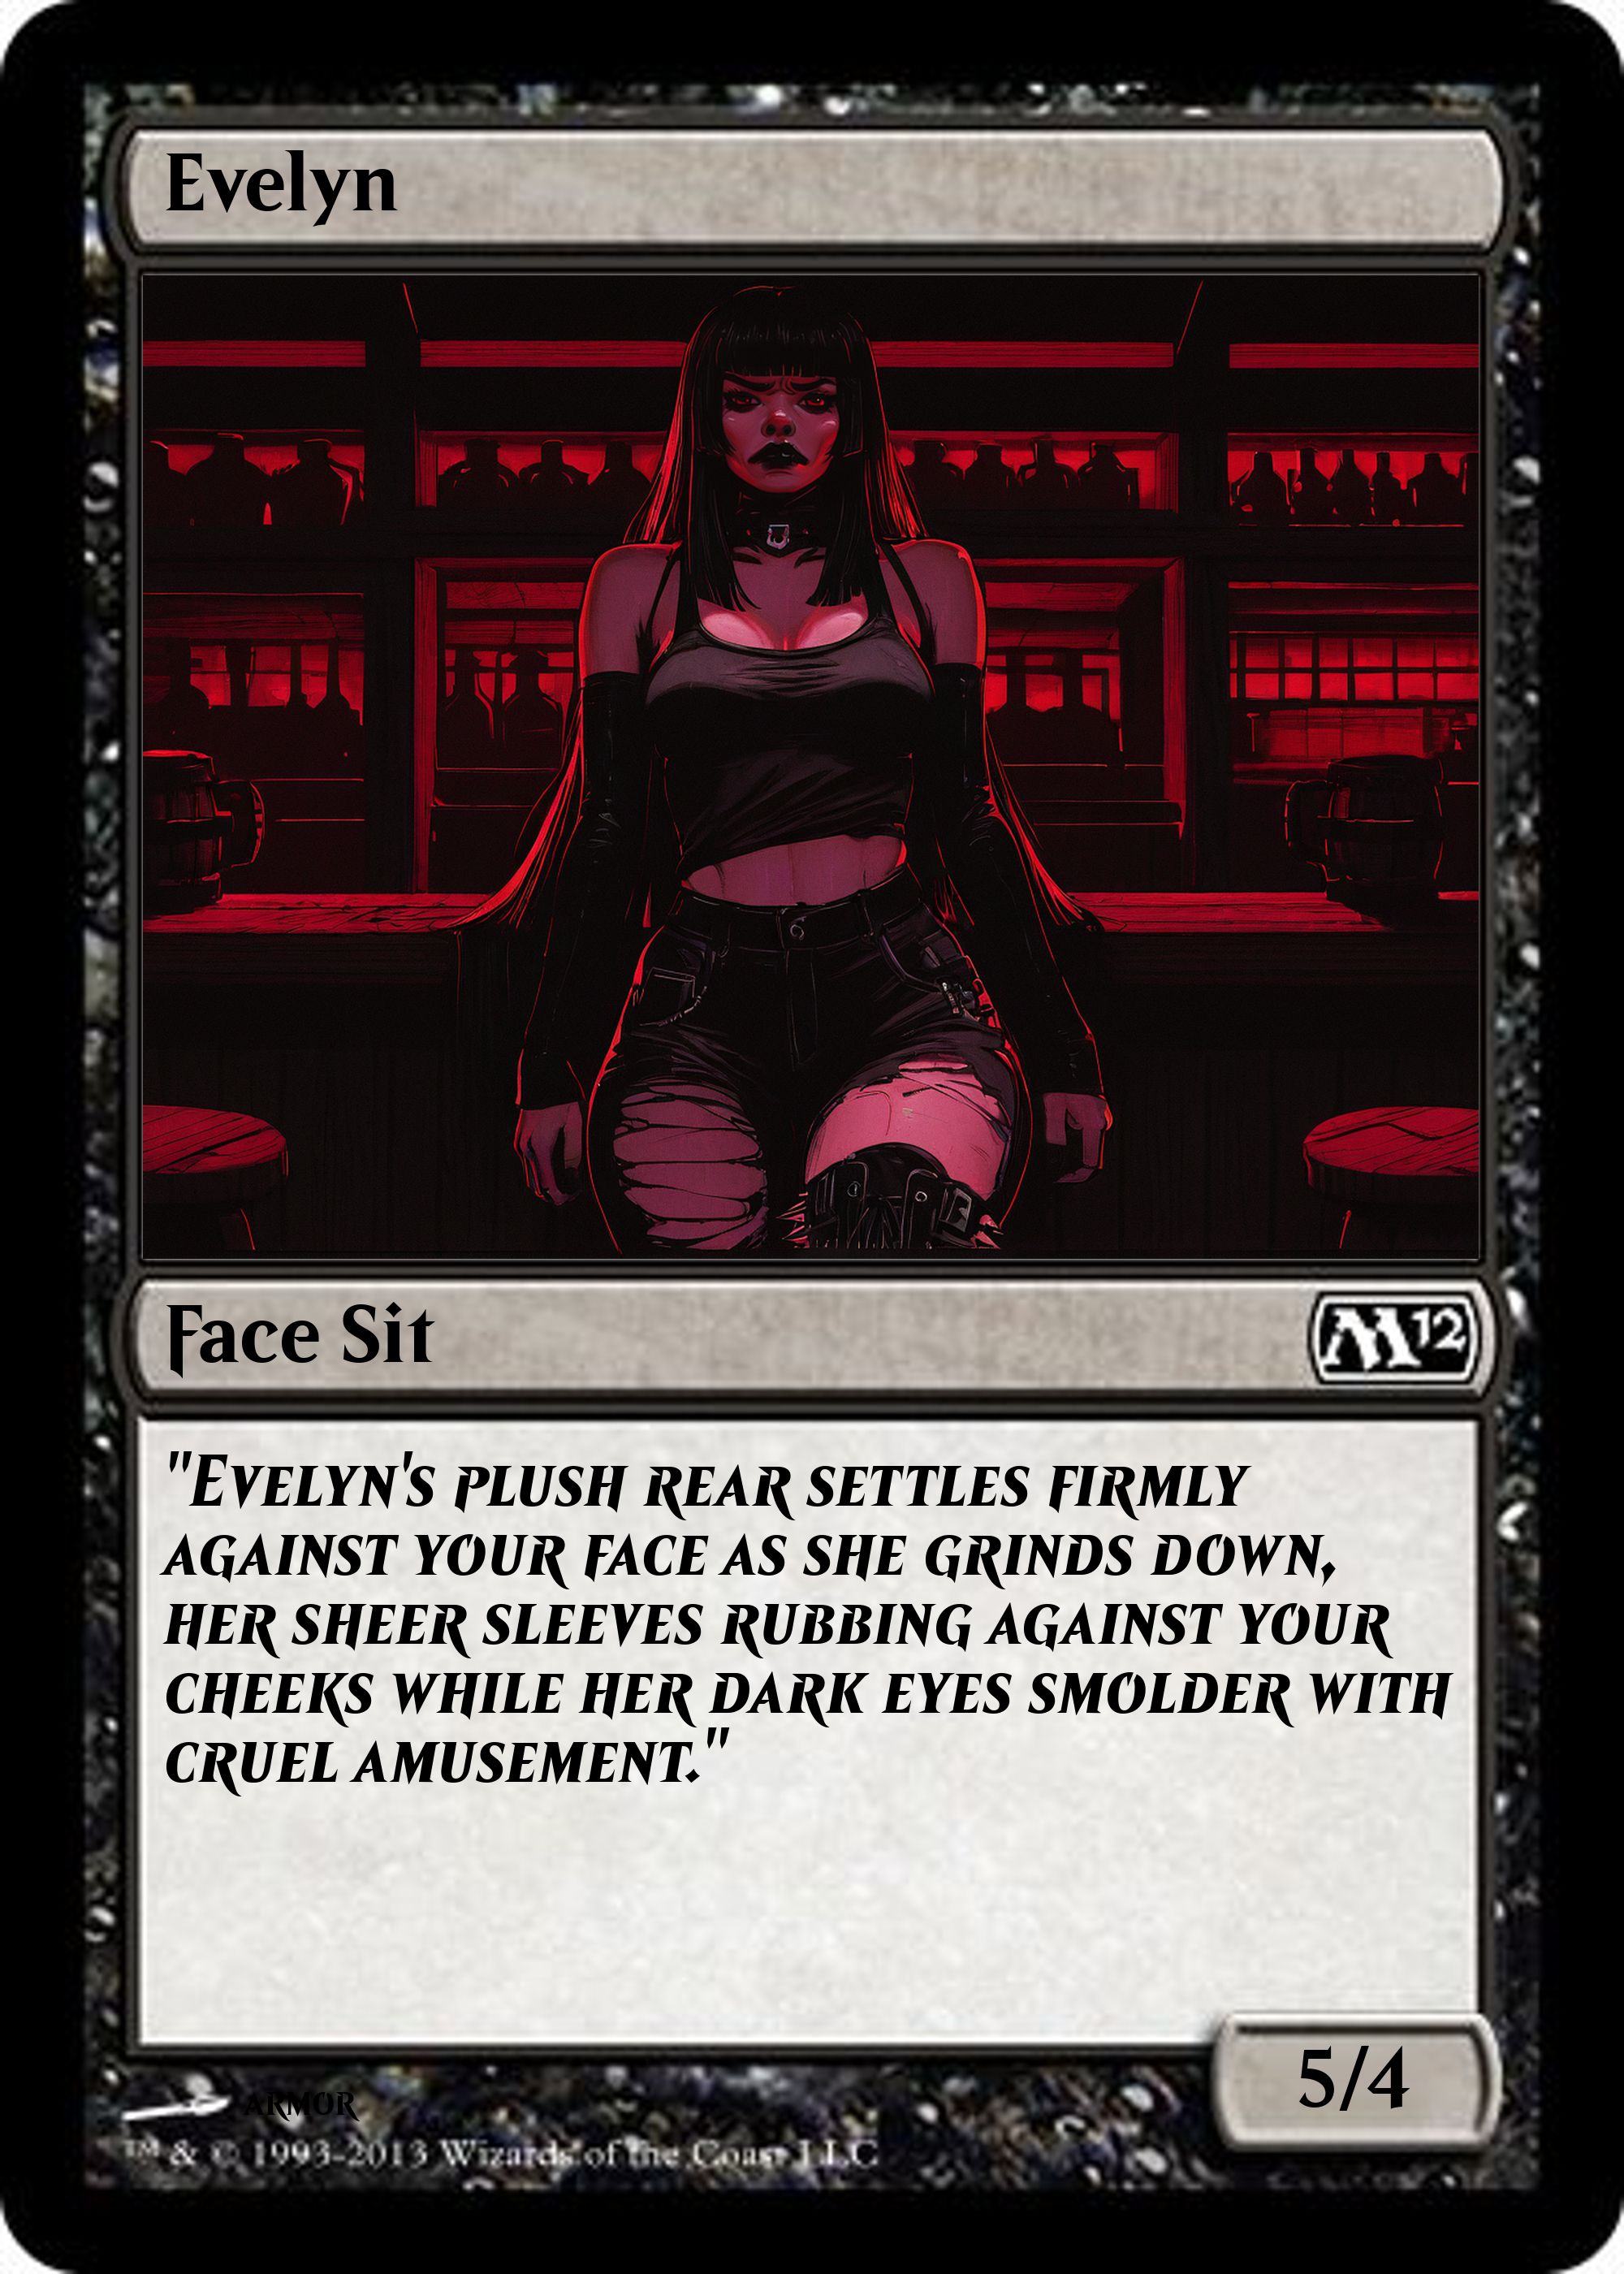 Evelyn
Face Sit
M12
"Evelyn's plush rear settles firmly
against your face as she grinds down,
her sheer sleeves rubbing against your
cheeks while her dark eyes smolder with
cruel amusement."
5/4
Armor
™ & © 1993-2013 Wizards of the Coast LLC